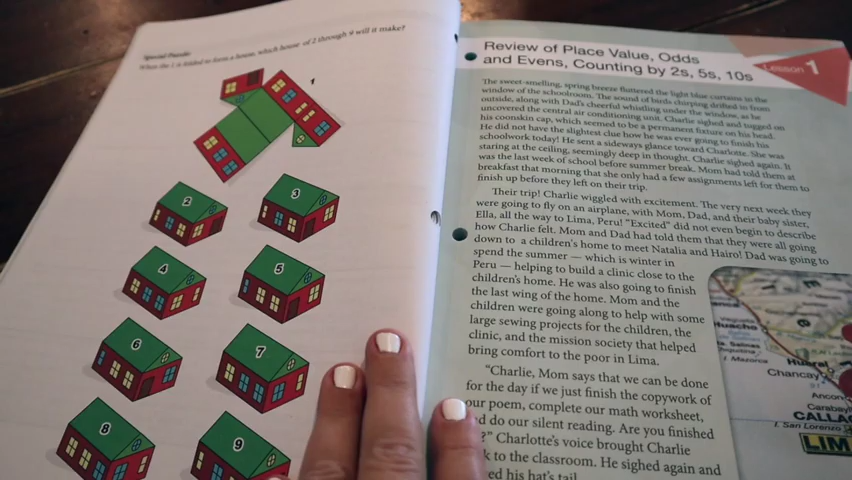 Special Puzzle:
When the 1 is folded to form a house, which house of 2 through 9 will it make?
1
2
3
4
5
6
7
8
9
Review of Place Value, Odds
and Evens, Counting by 2s, 5s, 10s
Lesson 1
The sweet-smelling, spring breeze fluttered the light blue curtains in the
window of the schoolroom. The sound of birds chirping drifted in from
outside, along with Dad's cheerful whistling under the window, as he
uncovered the central air conditioning unit. Charlie sighed and tugged on
his coonskin cap, which seemed to be a permanent fixture on his head.
He did not have the slightest clue how he was ever going to finish his
schoolwork today! He sent a sideways glance toward Charlotte. She was
staring at the ceiling, seemingly deep in thought. Charlie sighed again. It
was the last week of school before summer break. Mom had told them at
breakfast that morning that she only had a few assignments left for them to
finish up before they left on their trip.
Their trip! Charlie wiggled with excitement. The very next week they
were going to fly on an airplane, with Mom, Dad, and their baby sister,
Ella, all the way to Lima, Peru! "Excited" did not even begin to describe
how Charlie felt. Mom and Dad had told them that they were all going
down to a children's home to meet Natalia and Hairo! Dad was going to
spend the summer — which is winter in
Peru — helping to build a clinic close to the
children's home. He was also going to finish
the last wing of the home. Mom and the
children were going along to help with some
large sewing projects for the children, the
clinic, and the mission society that helped
bring comfort to the poor in Lima.
"Charlie, Mom says that we can be done
for the day if we just finish the copywork of
our poem, complete our math worksheet,
nd do our silent reading. Are you finished
?" Charlotte's voice brought Charlie
k to the classroom. He sighed again and
ed his hat's tail
Huacho
Huaral
Chancay
Carabay
CALLA
I. San Lorenzo
LIM